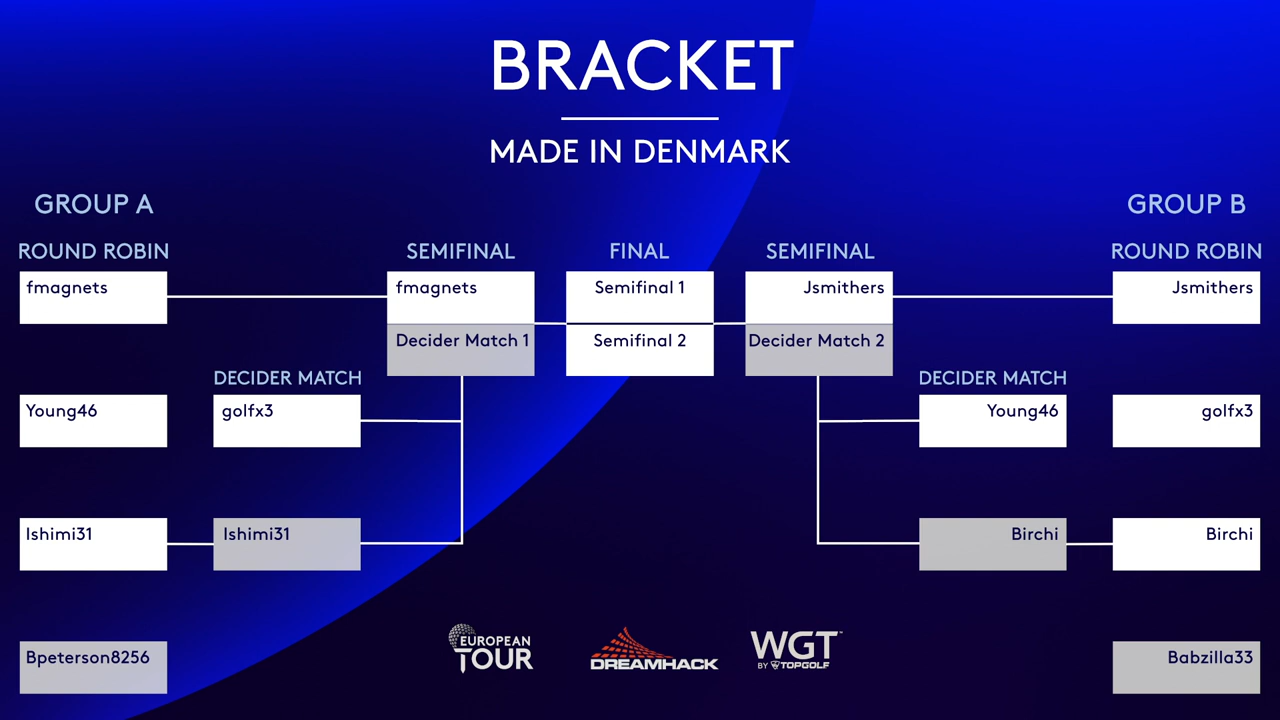 BRACKET
MADE IN DENMARK
GROUP A
GROUP B
ROUND ROBIN
SEMIFINAL
FINAL
SEMIFINAL
ROUND ROBIN
fmagnets
fmagnets
Semifinal 1
Jsmithers
Jsmithers
Decider Match 1
Semifinal 2
Decider Match 2
DECIDER MATCH
DECIDER MATCH
Young46
golfx3
Young46
golfx3
Ishimi31
Ishimi31
Birchi
Birchi
EUROPEAN
TOUR
DREAMHACK
WGT™
BY TOPGOLF
Bpeterson8256
Babzilla33